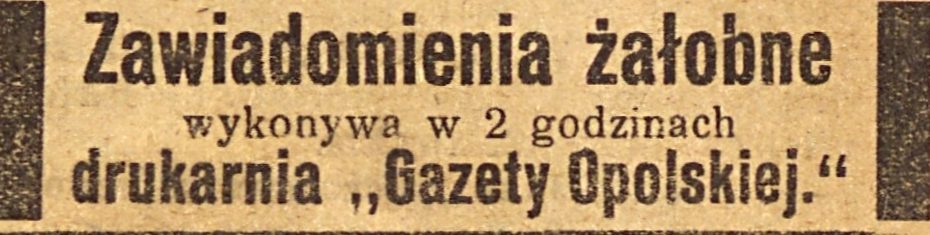 Zawiadomienia żałobne
wykonywa w 2 godzinach
drukarnia „Gazety Opolskiej.“